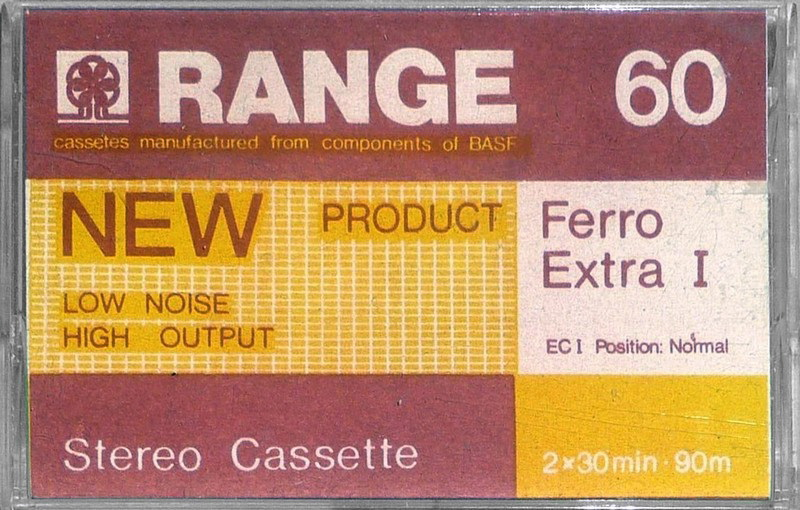 RANGE 60
cassetes manufactured from components of BASF
NEW PRODUCT
LOW NOISE
HIGH OUTPUT
Ferro
Extra I
EC I Position: Normal
Stereo Cassette
2×30min·90m